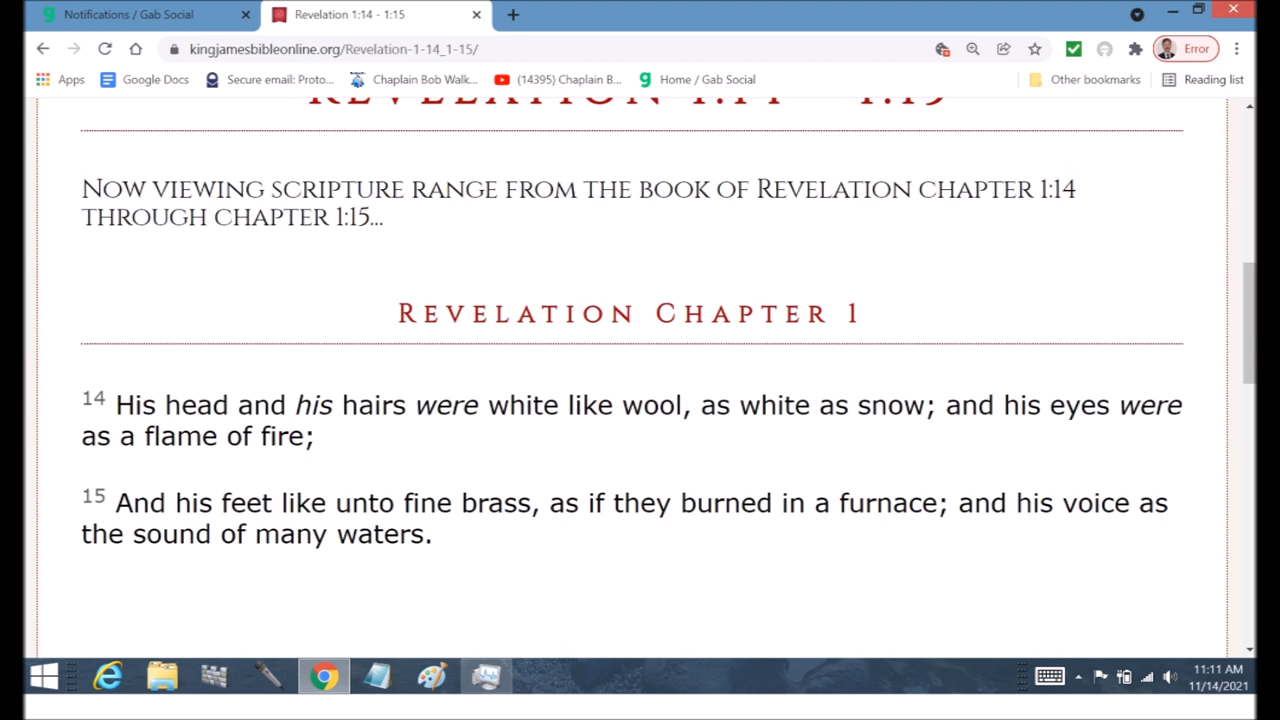 Notifications / Gab Social
Revelation 1:14 - 1:15
kingjamesbibleonline.org/Revelation-1-14_1-15/
Error
Apps
Google Docs
Secure email: Proto...
Chaplain Bob Walk...
(14395) Chaplain B...
Home / Gab Social
Other bookmarks
Reading list
Revelation 1:14 - 1:15
Now viewing scripture range from the book of Revelation chapter 1:14
through chapter 1:15...
Revelation Chapter 1
14 His head and his hairs were white like wool, as white as snow; and his eyes were
as a flame of fire;
15 And his feet like unto fine brass, as if they burned in a furnace; and his voice as
the sound of many waters.
11:11 AM
11/14/2021